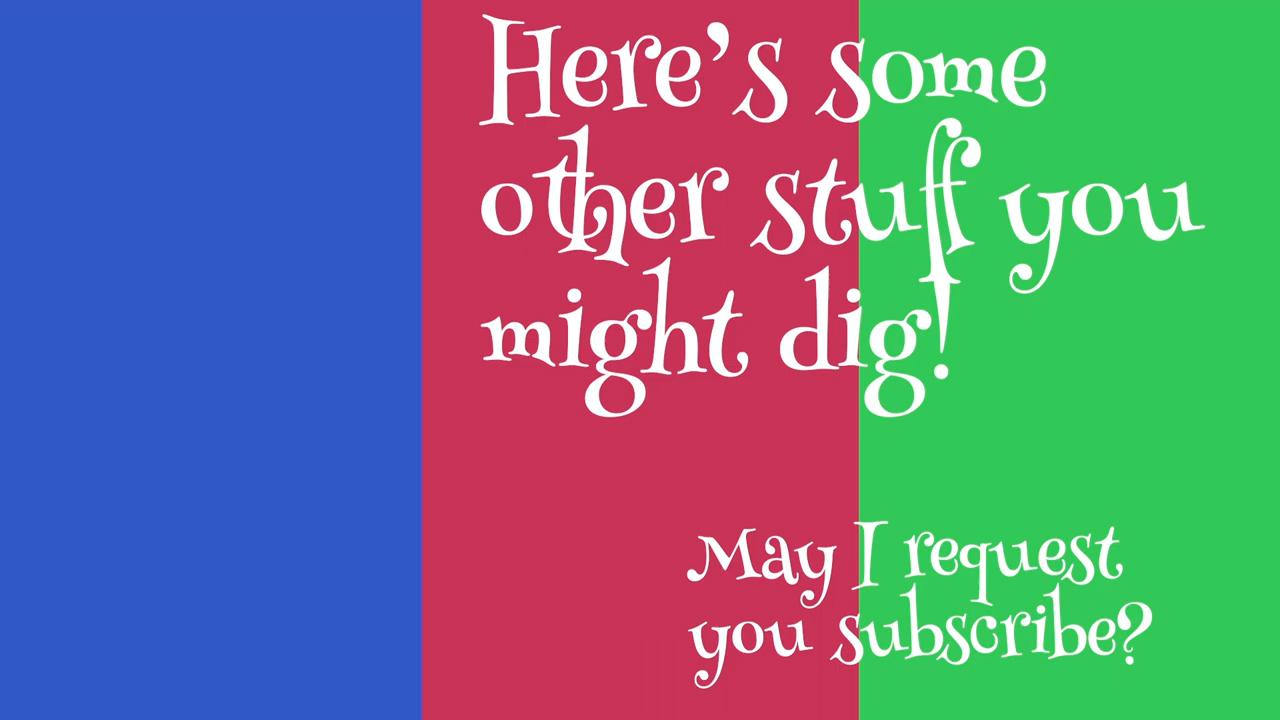 Here's some
other stuff you
might dig!
May I request
you subscribe?